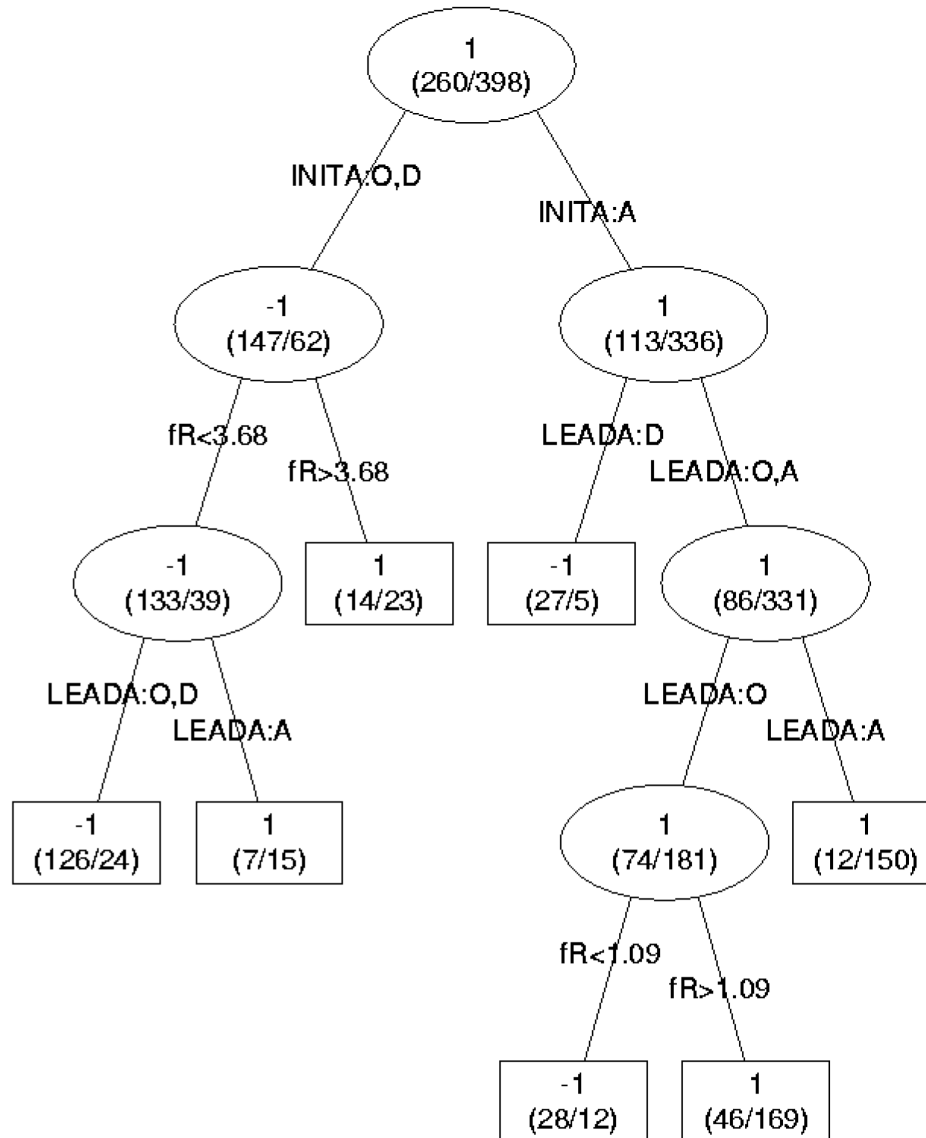 1
(260/398)
INITA:O,D
INITA:A
-1
(147/62)
1
(113/336)
fR<3.68
fR>3.68
LEADA:D
LEADA:O,A
-1
(133/39)
1
(14/23)
-1
(27/5)
1
(86/331)
LEADA:O,D
LEADA:A
LEADA:O
LEADA:A
-1
(126/24)
1
(7/15)
1
(74/181)
1
(12/150)
fR<1.09
fR>1.09
-1
(28/12)
1
(46/169)